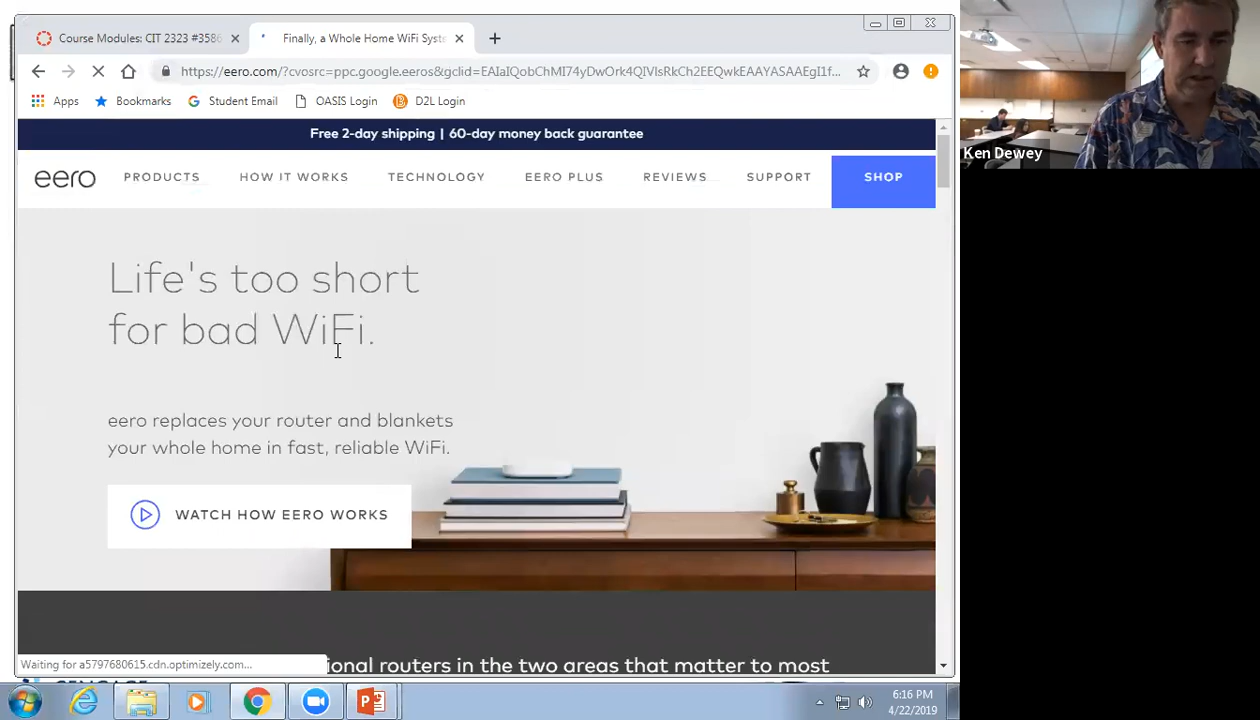 Course Modules: CIT 2323 #3586
Finally, a Whole Home WiFi Syst
https://eero.com/?cvosrc=ppc.google.eeros&gclid=EAIaIQobChMI74yDwOrk4QIVlsRkCh2EEQwkEAAYASAAEgI1f...
Apps Bookmarks Student Email OASIS Login D2L Login
Free 2-day shipping | 60-day money back guarantee
eero PRODUCTS HOW IT WORKS TECHNOLOGY EERO PLUS REVIEWS SUPPORT SHOP
Life's too short
for bad WiFi.
eero replaces your router and blankets
your whole home in fast, reliable WiFi.
WATCH HOW EERO WORKS
Waiting for a5797680615.cdn.optimizely.com...
ional routers in the two areas that matter to most
6:16 PM
4/22/2019
Ken Dewey